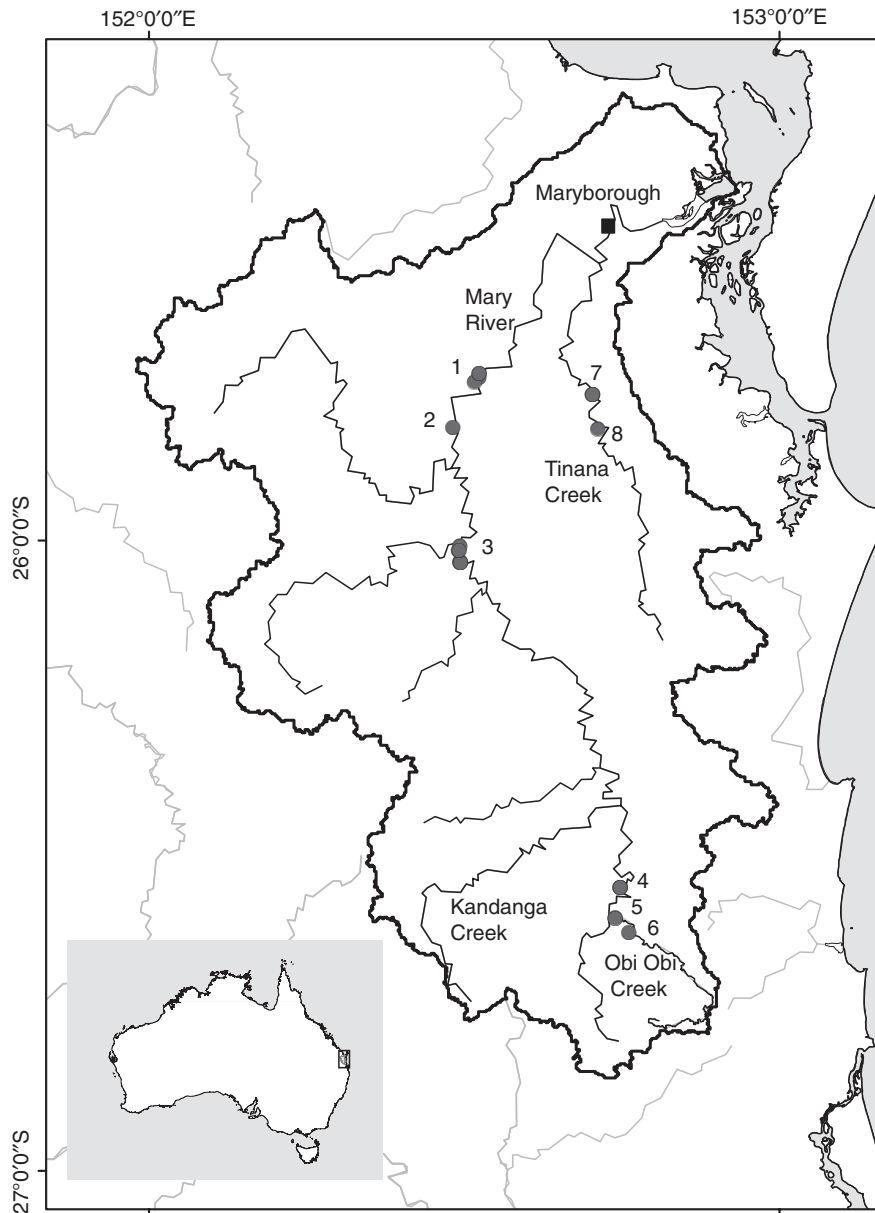 152°0′0″E
153°0′0″E
Maryborough
Mary
River
1
7
2
8
Tinana
Creek
26°0′0″S
3
4
Kandanga
Creek
5
6
Obi Obi
Creek
27°0′0″S